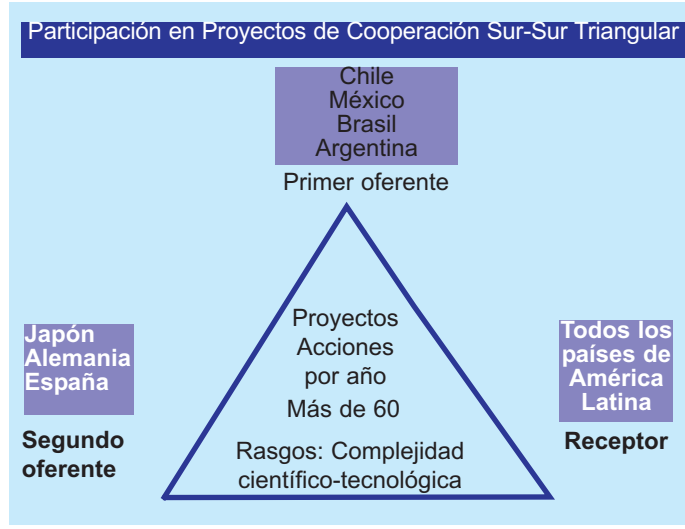 Participación en Proyectos de Cooperación Sur-Sur Triangular
Chile
México
Brasil
Argentina
Primer oferente
Proyectos
Acciones
por año
Más de 60
Rasgos: Complejidad
científico-tecnológica
Japón
Alemania
España
Segundo
oferente
Todos los
países de
América
Latina
Receptor